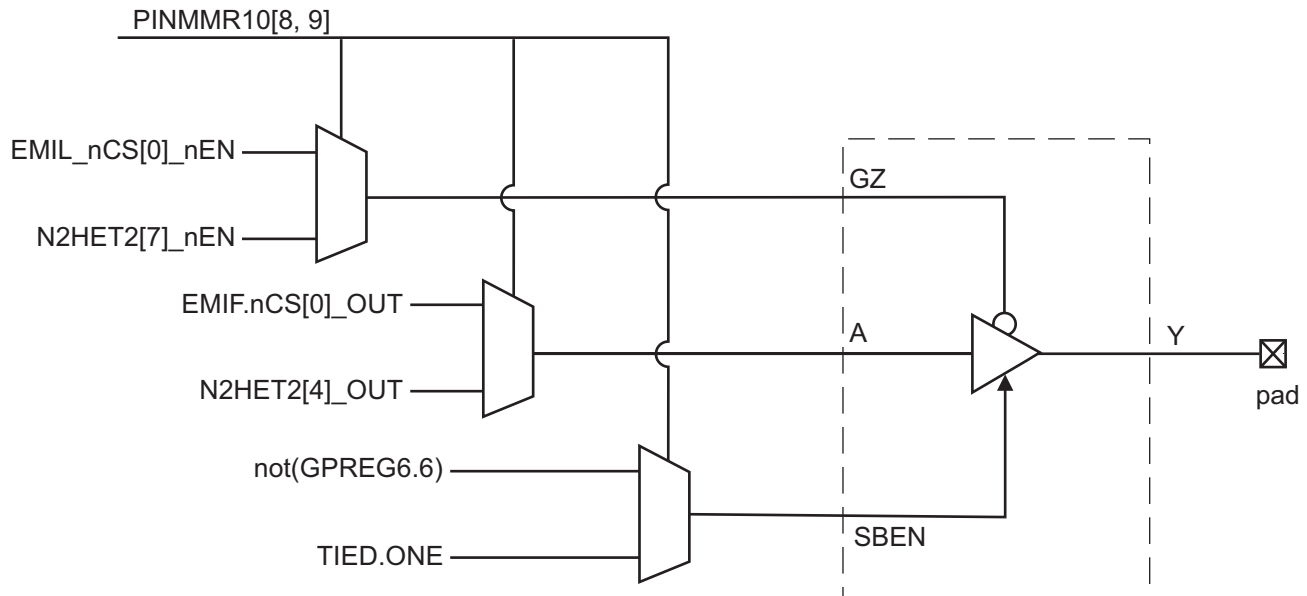 PINMMR10[8, 9]
EMIL_nCS[0]_nEN
GZ
N2HET2[7]_nEN
EMIF.nCS[0]_OUT
A
Y
N2HET2[4]_OUT
pad
not(GPREG6.6)
SBEN
TIED.ONE